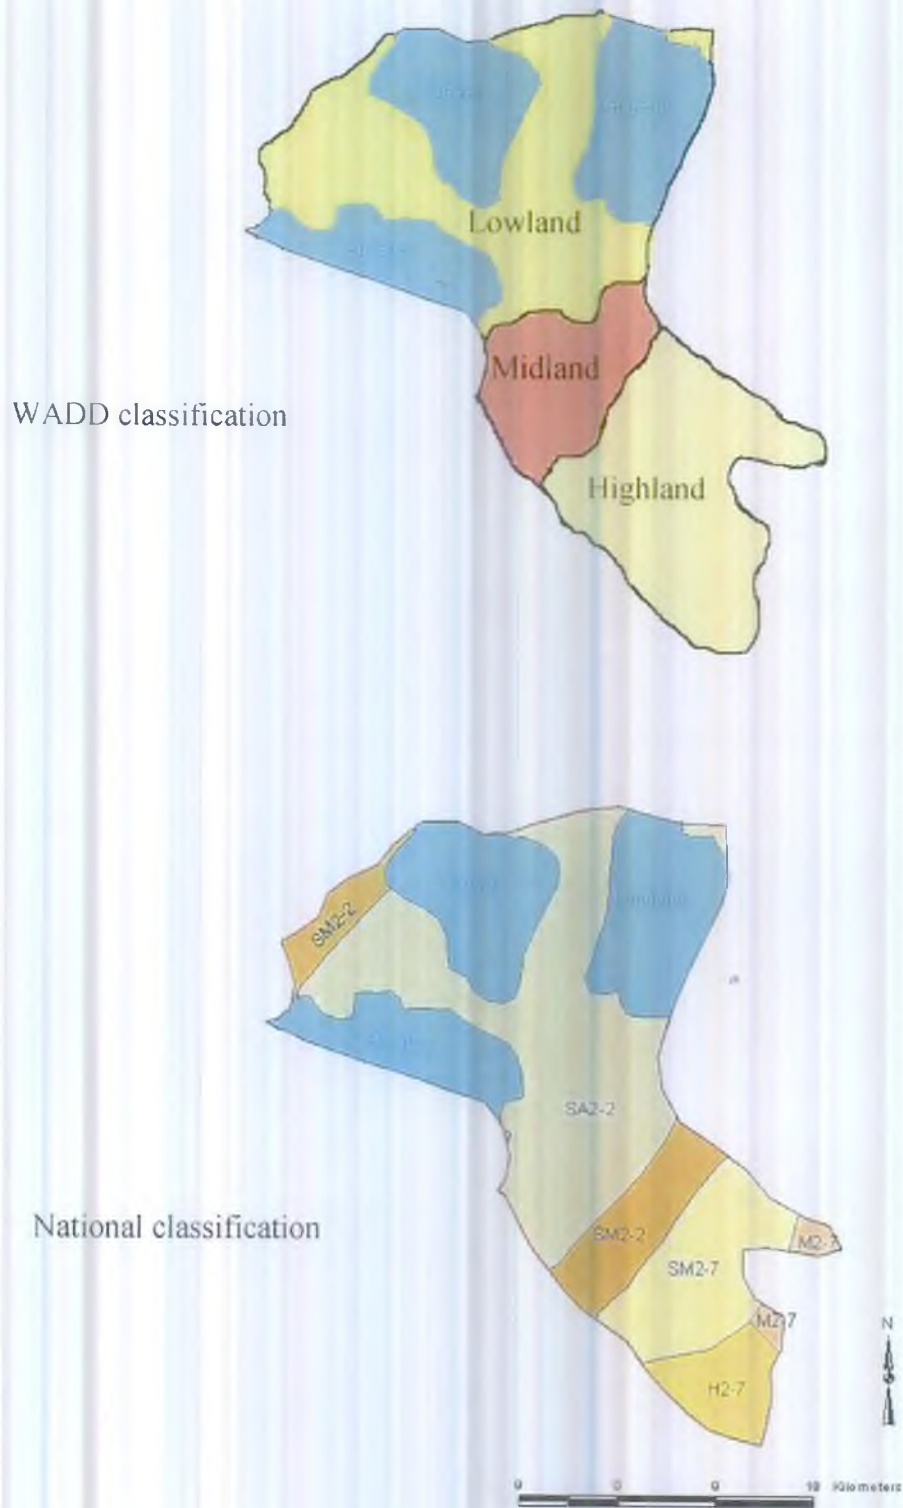 Lowland
Midland
WADD classification
Highland
SM2-2
SA2-2
National classification
SM2-2
M2-7
SM2-7
M2-7
N
H2-7
Kilometers